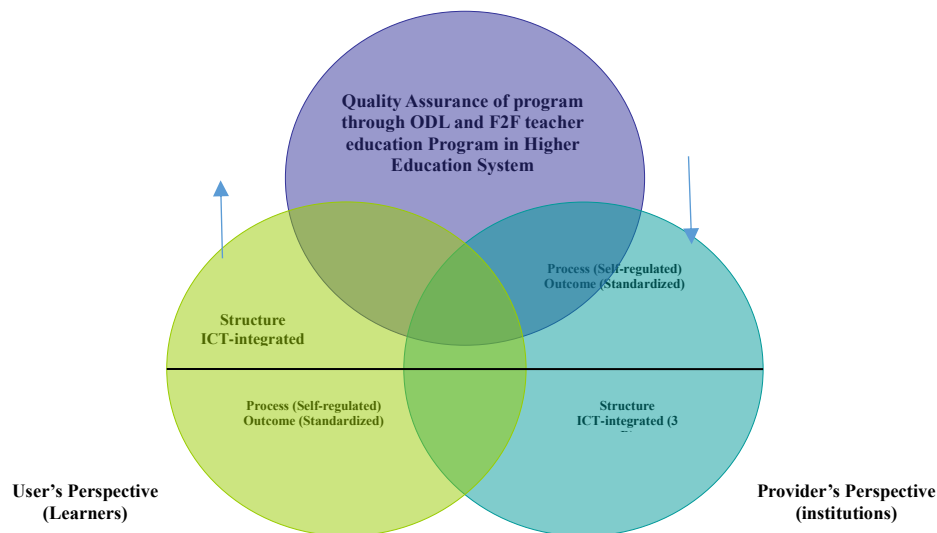 Quality Assurance of program
through ODL and F2F teacher
education Program in Higher
Education System
Process (Self-regulated)
Outcome (Standardized)
Structure
ICT-integrated
Process (Self-regulated)
Outcome (Standardized)
Structure
ICT-integrated (3
User’s Perspective
(Learners)
Provider’s Perspective
(institutions)